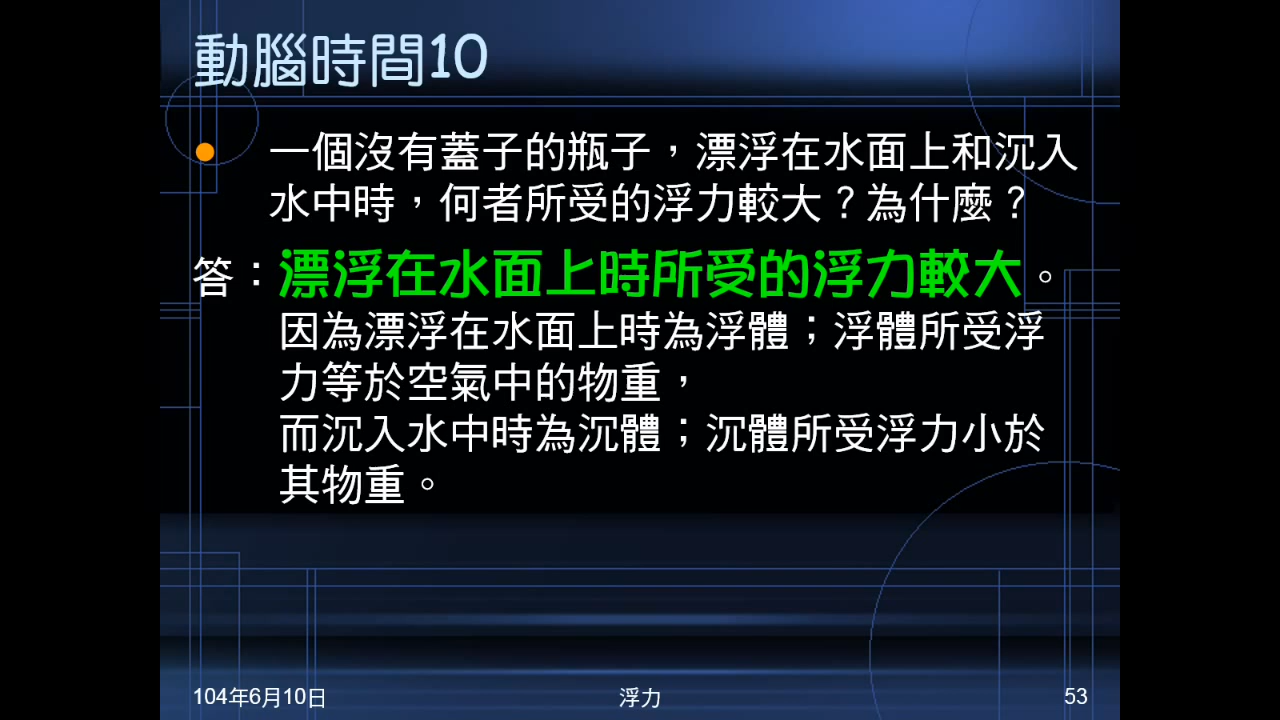 動腦時間10
一個沒有蓋子的瓶子，漂浮在水面上和沉入
水中時，何者所受的浮力較大？為什麼？
答：漂浮在水面上時所受的浮力較大。
因為漂浮在水面上時為浮體；浮體所受浮
力等於空氣中的物重，
而沉入水中時為沉體；沉體所受浮力小於
其物重。
104年6月10日 浮力 53